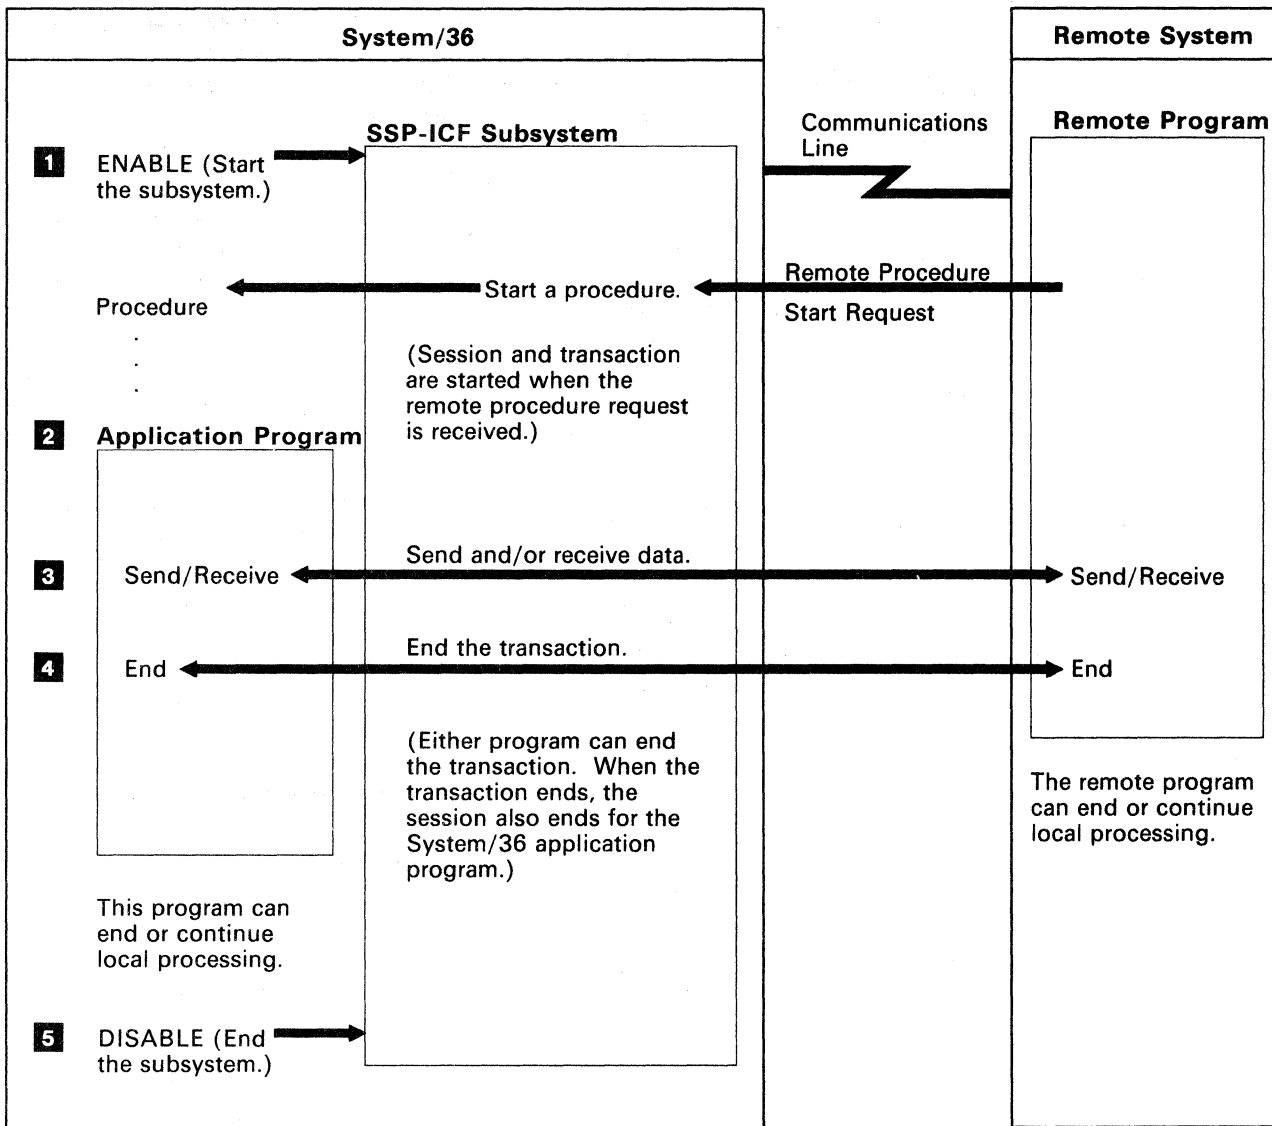 System/36
Remote System
SSP-ICF Subsystem
Communications
Line
Remote Program
1 ENABLE (Start
the subsystem.)
Remote Procedure
Start Request
Start a procedure.
Procedure
.
.
.
(Session and transaction
are started when the
remote procedure request
is received.)
2 Application Program
Send and/or receive data.
3 Send/Receive
Send/Receive
End the transaction.
4 End
End
(Either program can end
the transaction. When the
transaction ends, the
session also ends for the
System/36 application
program.)
The remote program
can end or continue
local processing.
This program can
end or continue
local processing.
5 DISABLE (End
the subsystem.)